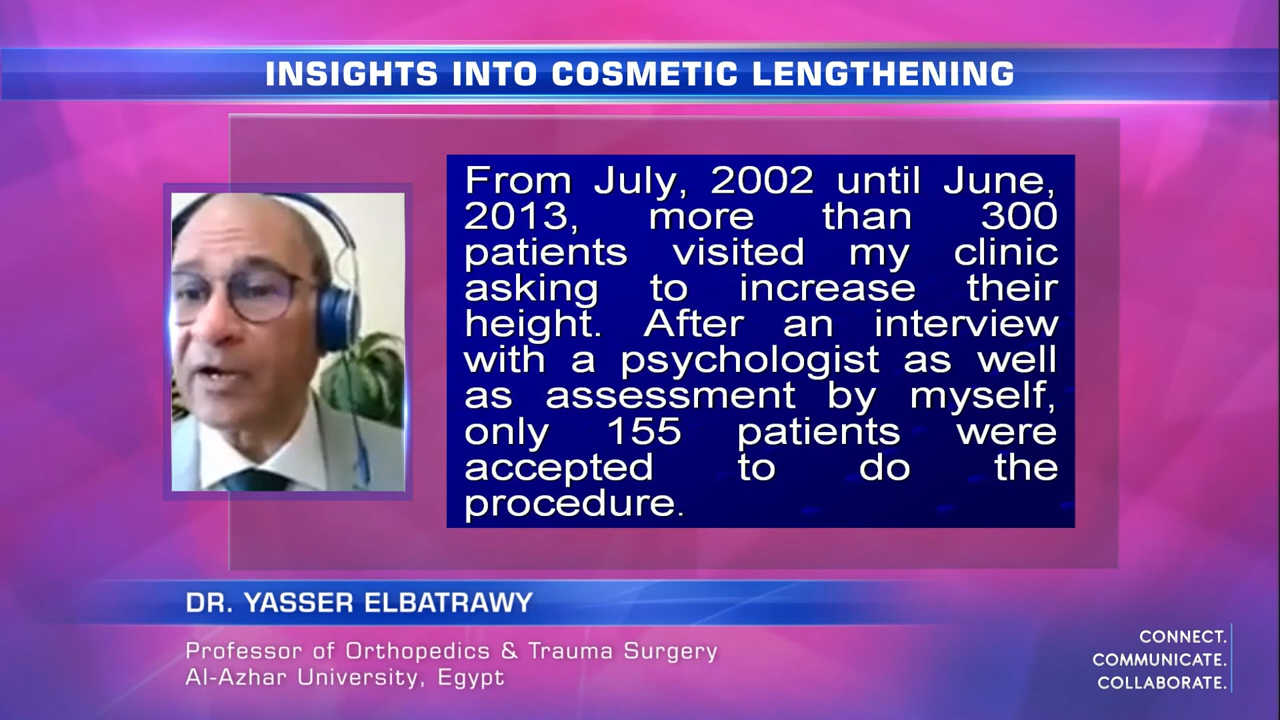 INSIGHTS INTO COSMETIC LENGTHENING
From July, 2002 until June,
2013, more than 300
patients visited my clinic
asking to increase their
height. After an interview
with a psychologist as well
as assessment by myself,
only 155 patients were
accepted to do the
procedure.
DR. YASSER ELBATRAWY
Professor of Orthopedics & Trauma Surgery
Al-Azhar University, Egypt
CONNECT.
COMMUNICATE.
COLLABORATE.